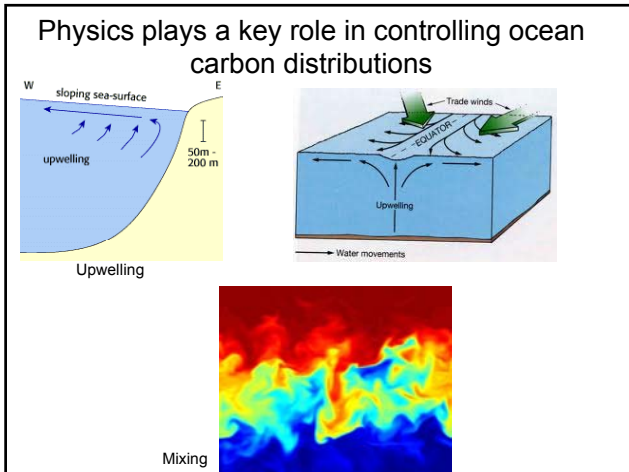 Physics plays a key role in controlling ocean
carbon distributions
W
E
sloping sea-surface
upwelling
50m -
200 m
Upwelling
Trade winds
- - EQUATOR - -
Upwelling
Water movements
Mixing